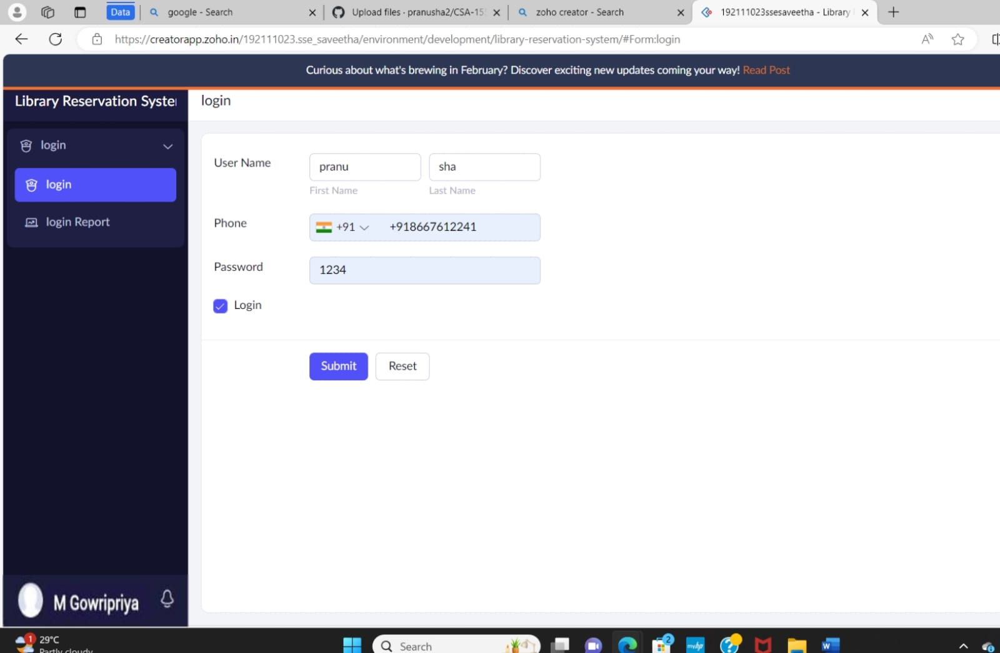 Data
google - Search
Upload files · pranusha2/CSA-15
zoho creator - Search
192111023ssesaveetha - Library
https://creatorapp.zoho.in/192111023.sse_saveetha/environment/development/library-reservation-system/#Form:login
Curious about what's brewing in February? Discover exciting new updates coming your way! Read Post
Library Reservation Syste
login
login
login
login Report
User Name
pranu
sha
First Name
Last Name
Phone
+91
+918667612241
Password
1234
Login
Submit
Reset
M Gowripriya
1
29°C
Partly cloudy
Search
2
myhp
W